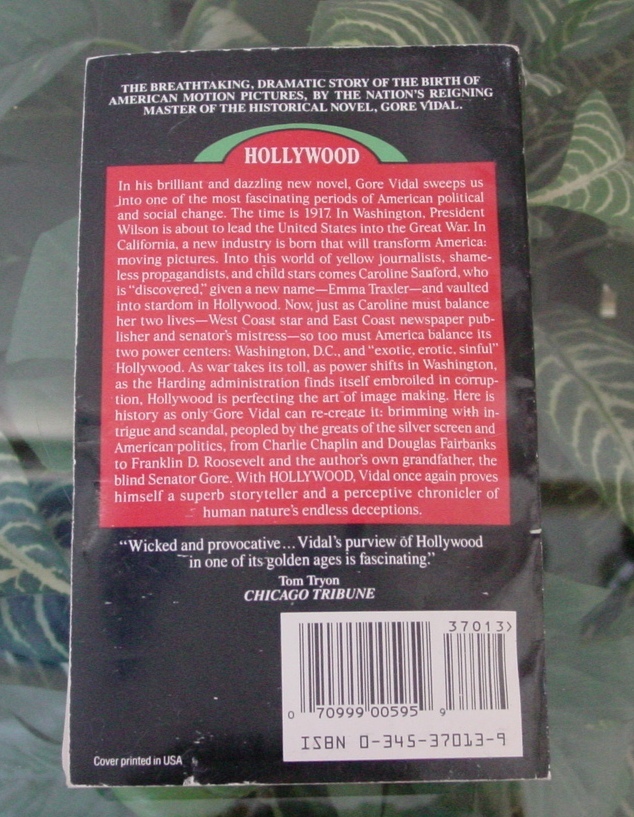 THE BREATHTAKING, DRAMATIC STORY OF THE BIRTH OF
AMERICAN MOTION PICTURES, BY THE NATION'S REIGNING
MASTER OF THE HISTORICAL NOVEL, GORE VIDAL.
HOLLYWOOD
In his brilliant and dazzling new novel, Gore Vidal sweeps us
into one of the most fascinating periods of American political
and social change. The time is 1917. In Washington, President
Wilson is about to lead the United States into the Great War. In
California, a new industry is born that will transform America:
moving pictures. Into this world of yellow journalists, shame-
less propagandists, and child stars comes Caroline Sanford, who
is "discovered," given a new name—Emma Traxler—and vaulted
into stardom in Hollywood. Now, just as Caroline must balance
her two lives—West Coast star and East Coast newspaper pub-
lisher and senator's mistress—so too must America balance its
two power centers: Washington, D.C., and "exotic, erotic, sinful"
Hollywood. As war takes its toll, as power shifts in Washington,
as the Harding administration finds itself embroiled in corrup-
tion, Hollywood is perfecting the art of image making. Here is
history as only Gore Vidal can re-create it: brimming with in-
trigue and scandal, peopled by the greats of the silver screen and
American politics, from Charlie Chaplin and Douglas Fairbanks
to Franklin D. Roosevelt and the author's own grandfather, the
blind Senator Gore. With HOLLYWOOD, Vidal once again proves
himself a superb storyteller and a perceptive chronicler of
human nature's endless deceptions.
"Wicked and provocative... Vidal's purview of Hollywood
in one of its golden ages is fascinating."
Tom Tryon
CHICAGO TRIBUNE
37013>
0 70999 00595 9
ISBN 0-345-37013-9
Cover printed in USA